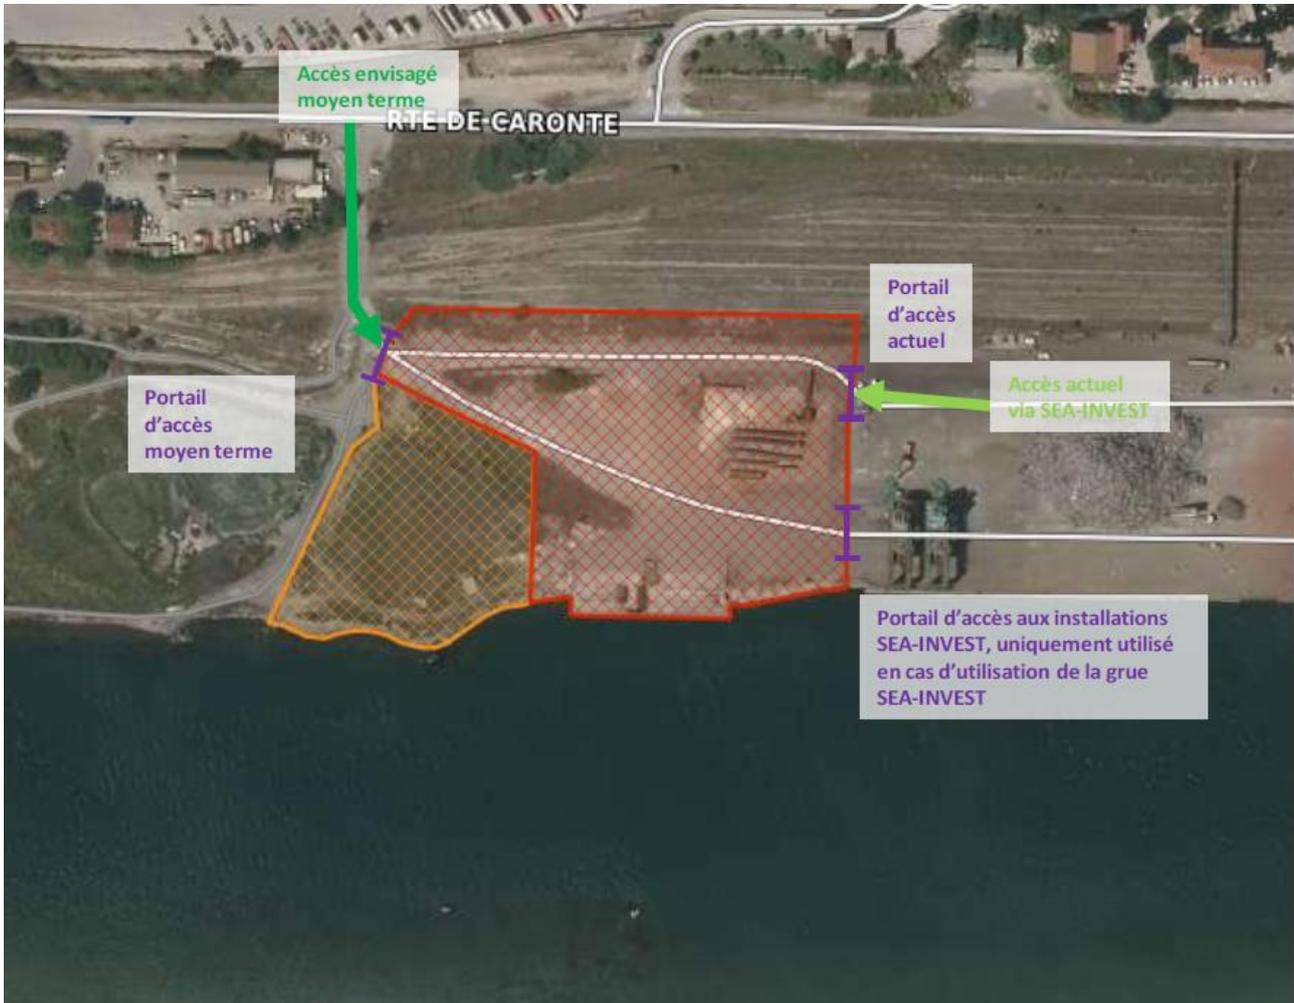 Accès envisagé
moyen terme
RTE DE CARONTE
Portail
d'accès
actuel
Accès actuel
via SEA-INVEST
Portail
d'accès
moyen terme
Portail d'accès aux installations
SEA-INVEST, uniquement utilisé
en cas d'utilisation de la grue
SEA-INVEST